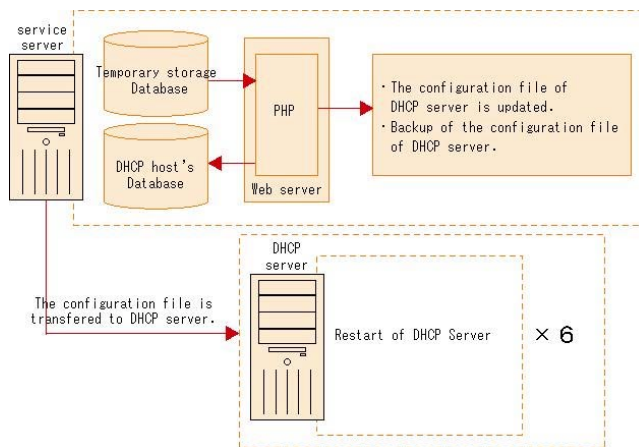 service
server
Temporary storage
Database
DHCP host's
Database
PHP
Web server
・The configuration file of
DHCP server is updated.
・Backup of the configuration file
of DHCP server.
The configuration file is
transfered to DHCP server.
DHCP
server
Restart of DHCP Server
×6